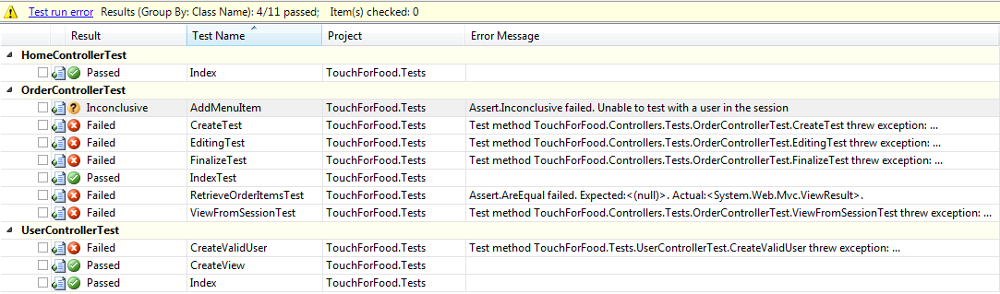 Test run error Results (Group By: Class Name): 4/11 passed; Item(s) checked: 0
Result Test Name Project Error Message
HomeControllerTest
Passed Index TouchForFood.Tests
OrderControllerTest
Inconclusive AddMenuItem TouchForFood.Tests Assert.Inconclusive failed. Unable to test with a user in the session
Failed CreateTest TouchForFood.Tests Test method TouchForFood.Controllers.Tests.OrderControllerTest.CreateTest threw exception: ...
Failed EditingTest TouchForFood.Tests Test method TouchForFood.Controllers.Tests.OrderControllerTest.EditingTest threw exception: ...
Failed FinalizeTest TouchForFood.Tests Test method TouchForFood.Controllers.Tests.OrderControllerTest.FinalizeTest threw exception: ...
Passed IndexTest TouchForFood.Tests
Failed RetrieveOrderItemsTest TouchForFood.Tests Assert.AreEqual failed. Expected:<(null)>. Actual:<System.Web.Mvc.ViewResult>.
Failed ViewFromSessionTest TouchForFood.Tests Test method TouchForFood.Controllers.Tests.OrderControllerTest.ViewFromSessionTest threw exception: ...
UserControllerTest
Failed CreateValidUser TouchForFood.Tests Test method TouchForFood.Tests.UserControllerTest.CreateValidUser threw exception: ...
Passed CreateView TouchForFood.Tests
Passed Index TouchForFood.Tests